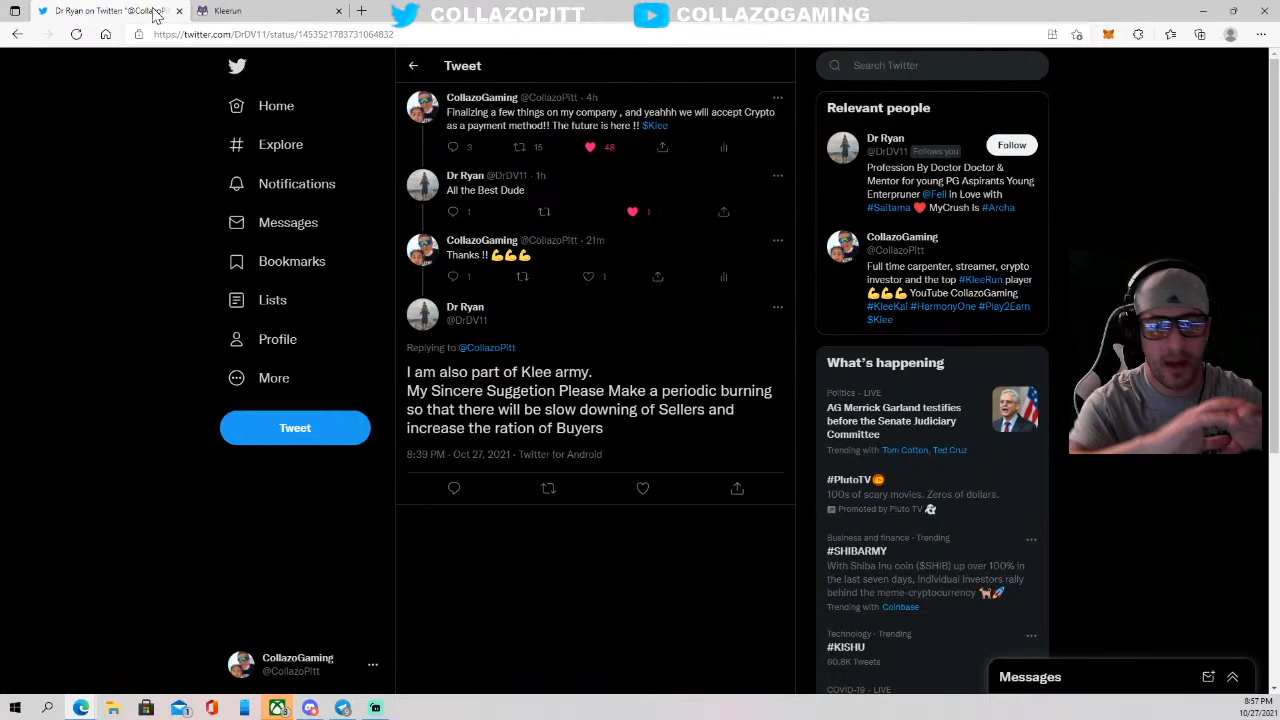 Dr Ryan on Twitter: "@CollazoPitt
Kleerun
COLLAZOPITT
COLLAZOGAMING
https://twitter.com/DrDV11/status/1453521783731064832
Home
Explore
Notifications
Messages
Bookmarks
Lists
Profile
More
Tweet
CollazoGaming
@CollazoPitt
Tweet
CollazoGaming @CollazoPitt · 4h
Finalizing a few things on my company , and yeahhh we will accept Crypto
as a payment method!! The future is here !! $Klee
3 15 48
Dr Ryan @DrDV11 · 1h
All the Best Dude
1 1
CollazoGaming @CollazoPitt · 21m
Thanks !! 💪💪💪
1 1
Dr Ryan
@DrDV11
Replying to @CollazoPitt
I am also part of Klee army.
My Sincere Suggetion Please Make a periodic burning
so that there will be slow downing of Sellers and
increase the ration of Buyers
8:39 PM · Oct 27, 2021 · Twitter for Android
Search Twitter
Relevant people
Dr Ryan
@DrDV11 Follows you
Follow
Profession By Doctor Doctor &
Mentor for young PG Aspirants Young
Enterpruner @Fell in Love with
#Saitama ❤️ MyCrush Is #Archa
CollazoGaming
@CollazoPitt
Full time carpenter, streamer, crypto
investor and the top #KleeRun player
💪💪💪 YouTube CollazoGaming
#KleeKai #HarmonyOne #Play2Earn
$Klee
What's happening
Politics · LIVE
AG Merrick Garland testifies
before the Senate Judiciary
Committee
Trending with Tom Cotton, Ted Cruz
#PlutoTV
100s of scary movies. Zeros of dollars.
Promoted by Pluto TV 👻
Business and finance · Trending
#SHIBARMY
With Shiba Inu coin ($SHIB) up over 100% in
the last seven days, individual investors rally
behind the meme-cryptocurrency 🐕🚀
Trending with Coinbase
Technology · Trending
#KISHU
60.8K Tweets
COVID-19 · LIVE
Messages
8:57 PM
10/27/2021